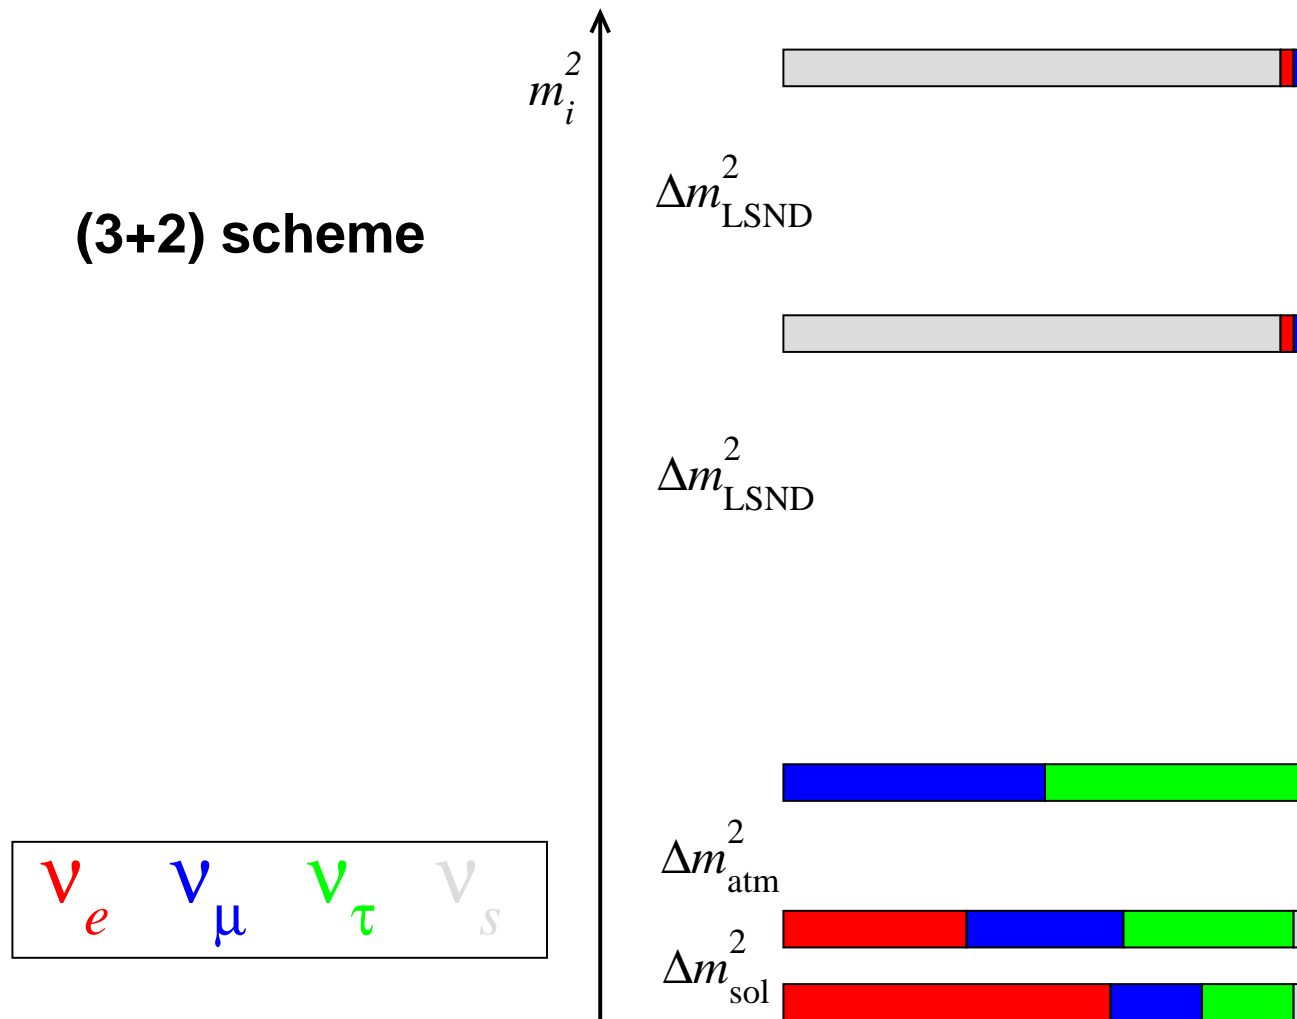 m_i^2
Δm^2_LSND
(3+2) scheme
Δm^2_LSND
Δm^2_atm
ν_e ν_μ ν_τ ν_s
Δm^2_sol